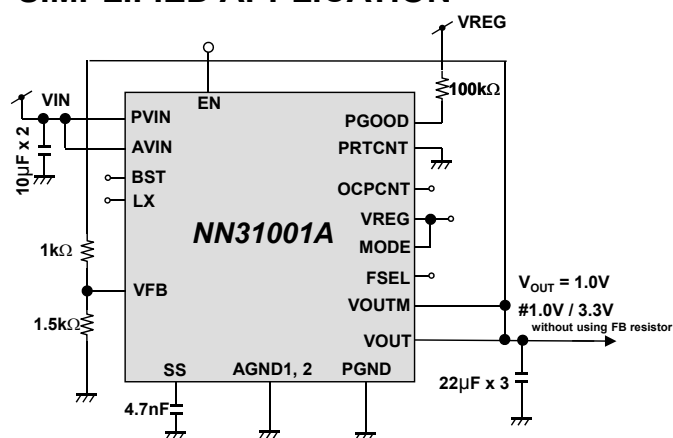 SIMPLIFIED APPLICATION
VREG
VIN
EN
100kΩ
PVIN
PGOOD
10µF x 2
AVIN
PRTCNT
BST
OCPCNT
LX
VREG
NN31001A
MODE
1kΩ
FSEL
VFB
VOUTM
VOUT = 1.0V
#1.0V / 3.3V
without using FB resistor
1.5kΩ
VOUT
SS
AGND1, 2
PGND
22µF x 3
4.7nF